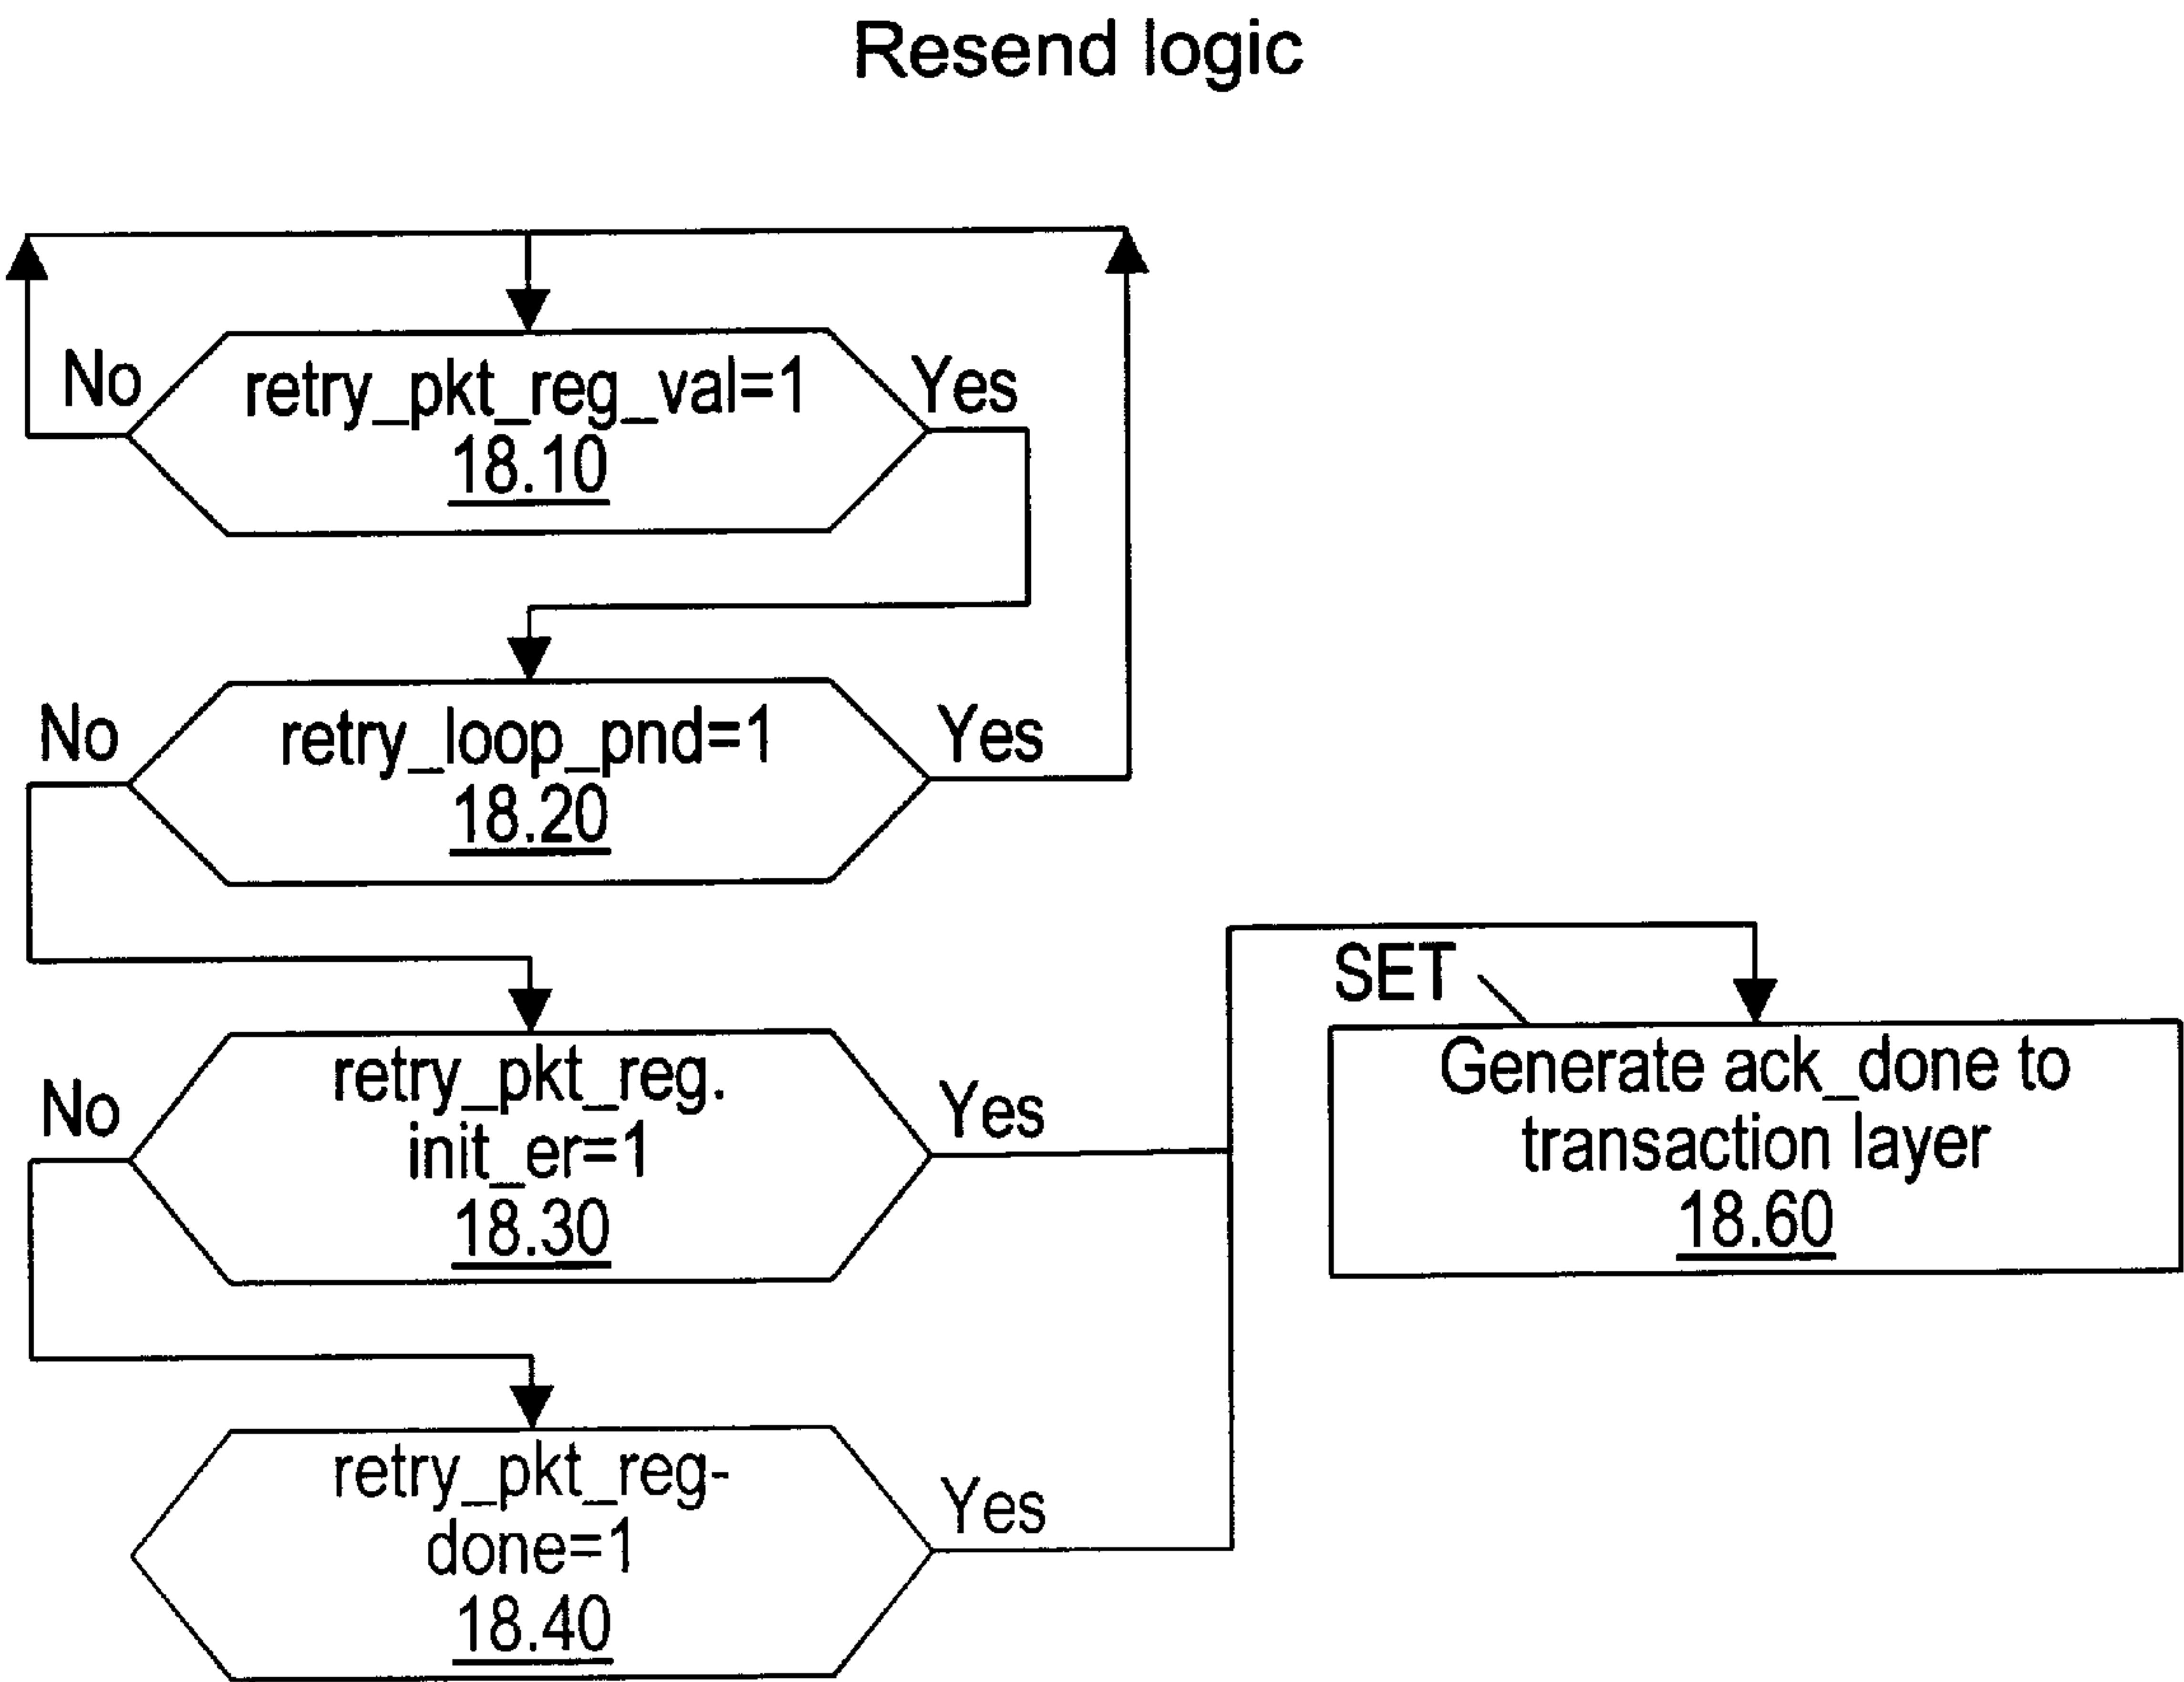 Resend logic
No
retry_pkt_reg_val=1
Yes
18.10
No
retry_loop_pnd=1
Yes
18.20
SET
No
retry_pkt_reg.
init_er=1
Yes
18.30
Generate ack_done to
transaction layer
18.60
retry_pkt_reg-
done=1
Yes
18.40